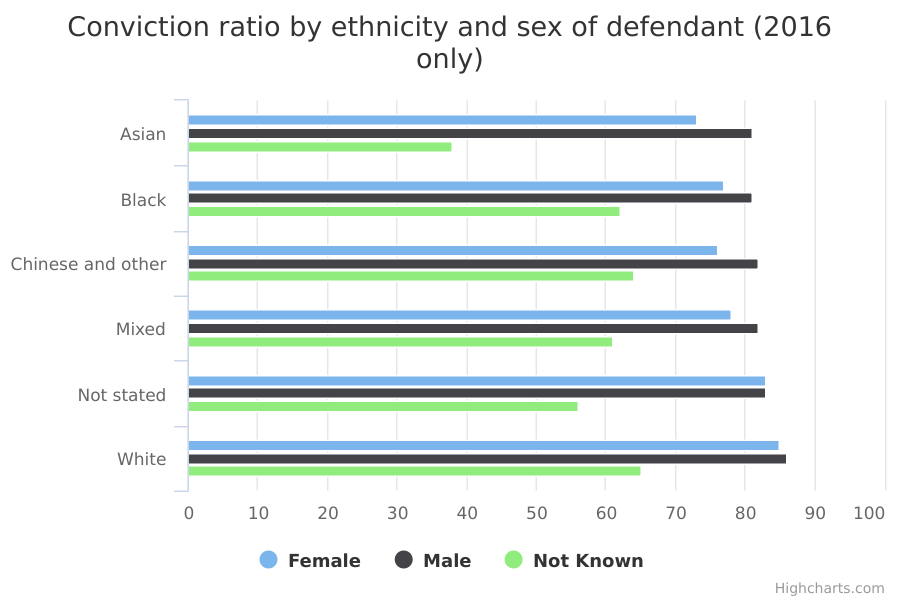 Conviction ratio by ethnicity and sex of defendant (2016
only)
Asian
Black
Chinese and other
Mixed
Not stated
White
0 10 20 30 40 50 60 70 80 90 100
Female Male Not Known
Highcharts.com